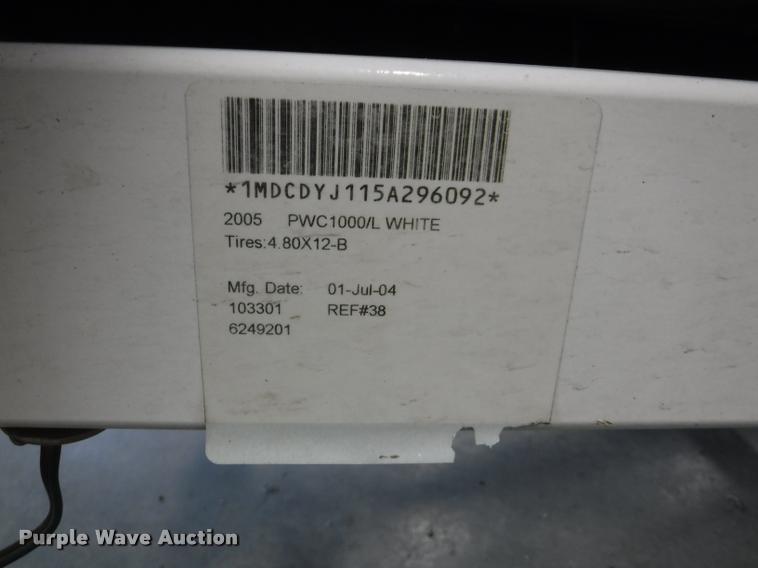 *1MDCDYJ115A296092*
2005 PWC1000/L WHITE
Tires:4.80X12-B
Mfg. Date: 01-Jul-04
103301 REF#38
6249201
Purple Wave Auction